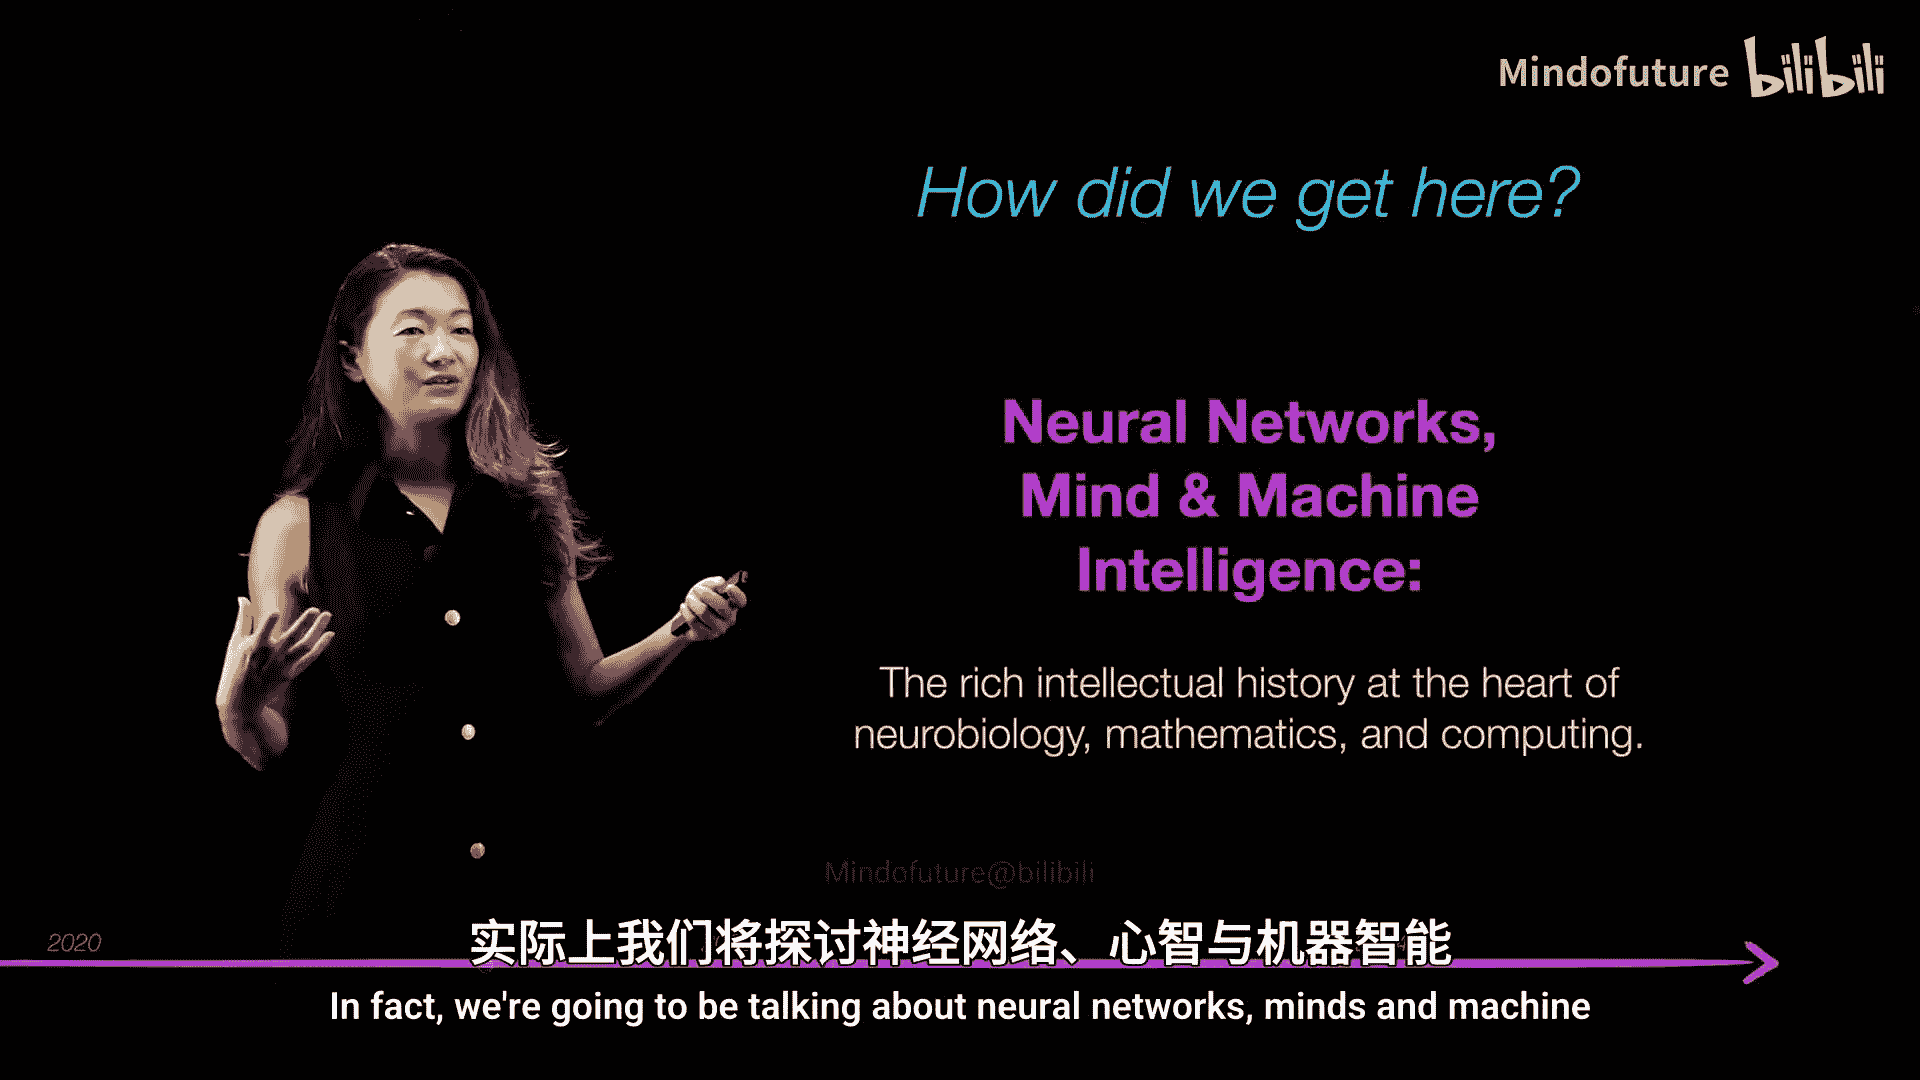 Mindofuture bilibili
How did we get here?
Neural Networks,
Mind & Machine
Intelligence:
The rich intellectual history at the heart of
neurobiology, mathematics, and computing.
Mindofuture@bilibili
2020
实际上我们将探讨神经网络、心智与机器智能
In fact, we're going to be talking about neural networks, minds and machine